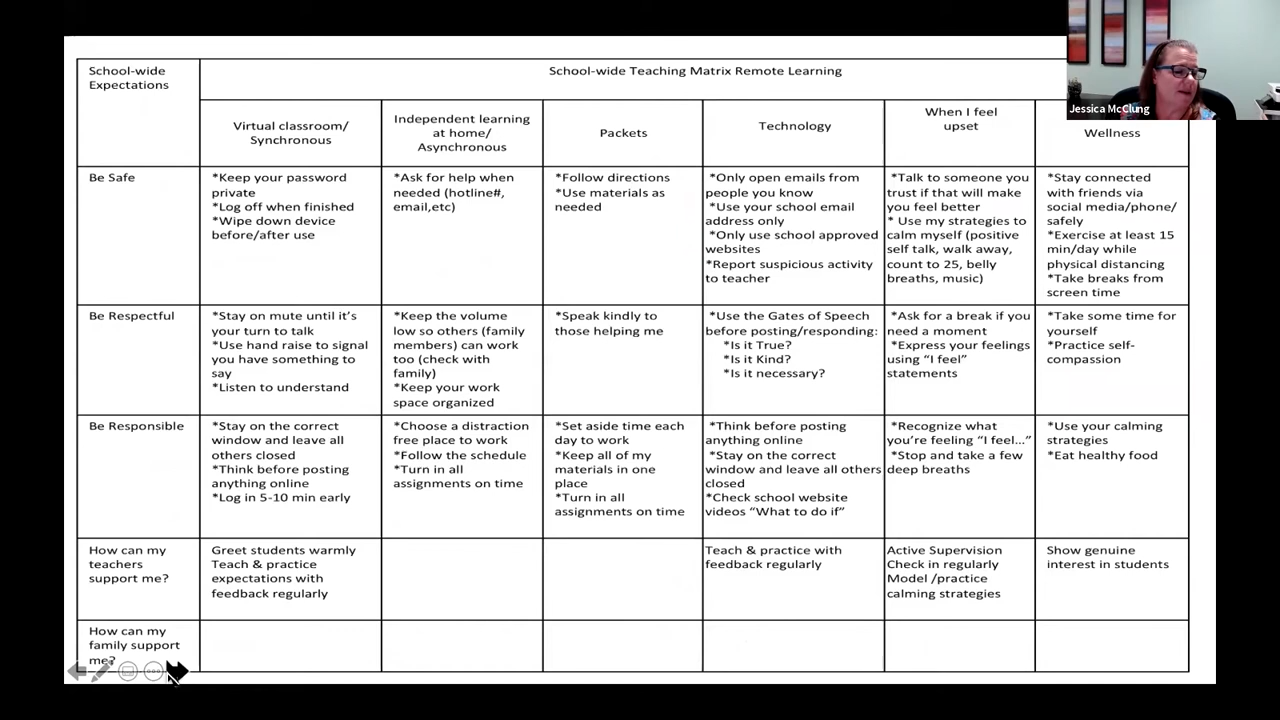 School-wide
Expectations
School-wide Teaching Matrix Remote Learning
Jessica McClung
Virtual classroom/
Synchronous
Independent learning
at home/
Asynchronous
Packets
Technology
When I feel
upset
Wellness
Be Safe
*Keep your password
private
*Log off when finished
*Wipe down device
before/after use
*Ask for help when
needed (hotline#,
email,etc)
*Follow directions
*Use materials as
needed
*Only open emails from
people you know
*Use your school email
address only
*Only use school approved
websites
*Report suspicious activity
to teacher
*Talk to someone you
trust if that will make
you feel better
* Use my strategies to
calm myself (positive
self talk, walk away,
count to 25, belly
breaths, music)
*Stay connected
with friends via
social media/phone/
safely
*Exercise at least 15
min/day while
physical distancing
*Take breaks from
screen time
Be Respectful
*Stay on mute until it's
your turn to talk
*Use hand raise to signal
you have something to
say
*Listen to understand
*Keep the volume
low so others (family
members) can work
too (check with
family)
*Keep your work
space organized
*Speak kindly to
those helping me
*Use the Gates of Speech
before posting/responding:
*Is it True?
*Is it Kind?
*Is it necessary?
*Ask for a break if you
need a moment
*Express your feelings
using "I feel"
statements
*Take some time for
yourself
*Practice self-
compassion
Be Responsible
*Stay on the correct
window and leave all
others closed
*Think before posting
anything online
*Log in 5-10 min early
*Choose a distraction
free place to work
*Follow the schedule
*Turn in all
assignments on time
*Set aside time each
day to work
*Keep all of my
materials in one
place
*Turn in all
assignments on time
*Think before posting
anything online
*Stay on the correct
window and leave all others
closed
*Check school website
videos "What to do if"
*Recognize what
you're feeling "I feel..."
*Stop and take a few
deep breaths
*Use your calming
strategies
*Eat healthy food
How can my
teachers
support me?
Greet students warmly
Teach & practice
expectations with
feedback regularly
Teach & practice with
feedback regularly
Active Supervision
Check in regularly
Model /practice
calming strategies
Show genuine
interest in students
How can my
family support
me?